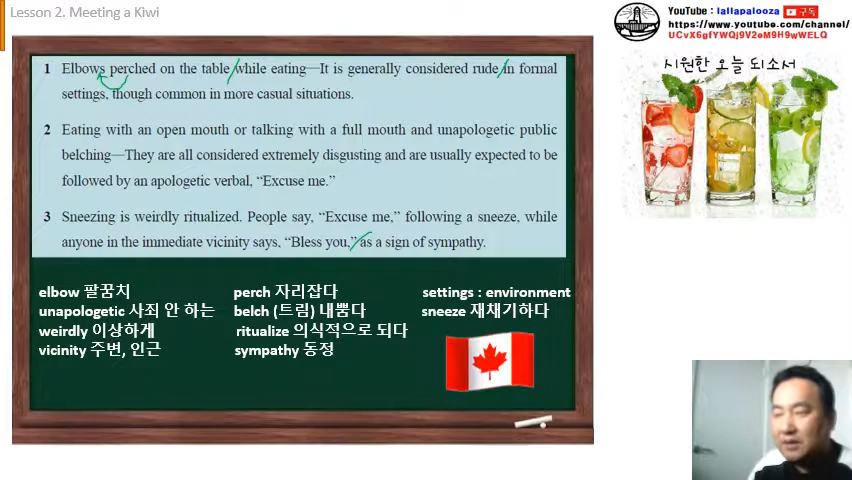 Lesson 2. Meeting a Kiwi
YouTube : lallapalooza 구독
https://www.youtube.com/channel/
UCvX6gfYWQj9V2eM9H9wWELQ
시원한 오늘 되소서
1 Elbows perched on the table while eating—It is generally considered rude in formal
settings, though common in more casual situations.
2 Eating with an open mouth or talking with a full mouth and unapologetic public
belching—They are all considered extremely disgusting and are usually expected to be
followed by an apologetic verbal, “Excuse me.”
3 Sneezing is weirdly ritualized. People say, “Excuse me,” following a sneeze, while
anyone in the immediate vicinity says, “Bless you,” as a sign of sympathy.
elbow 팔꿈치 perch 자리잡다 settings : environment
unapologetic 사죄 안 하는 belch (트림) 내뿜다 sneeze 재채기하다
weirdly 이상하게 ritualize 의식적으로 되다
vicinity 주변, 인근 sympathy 동정